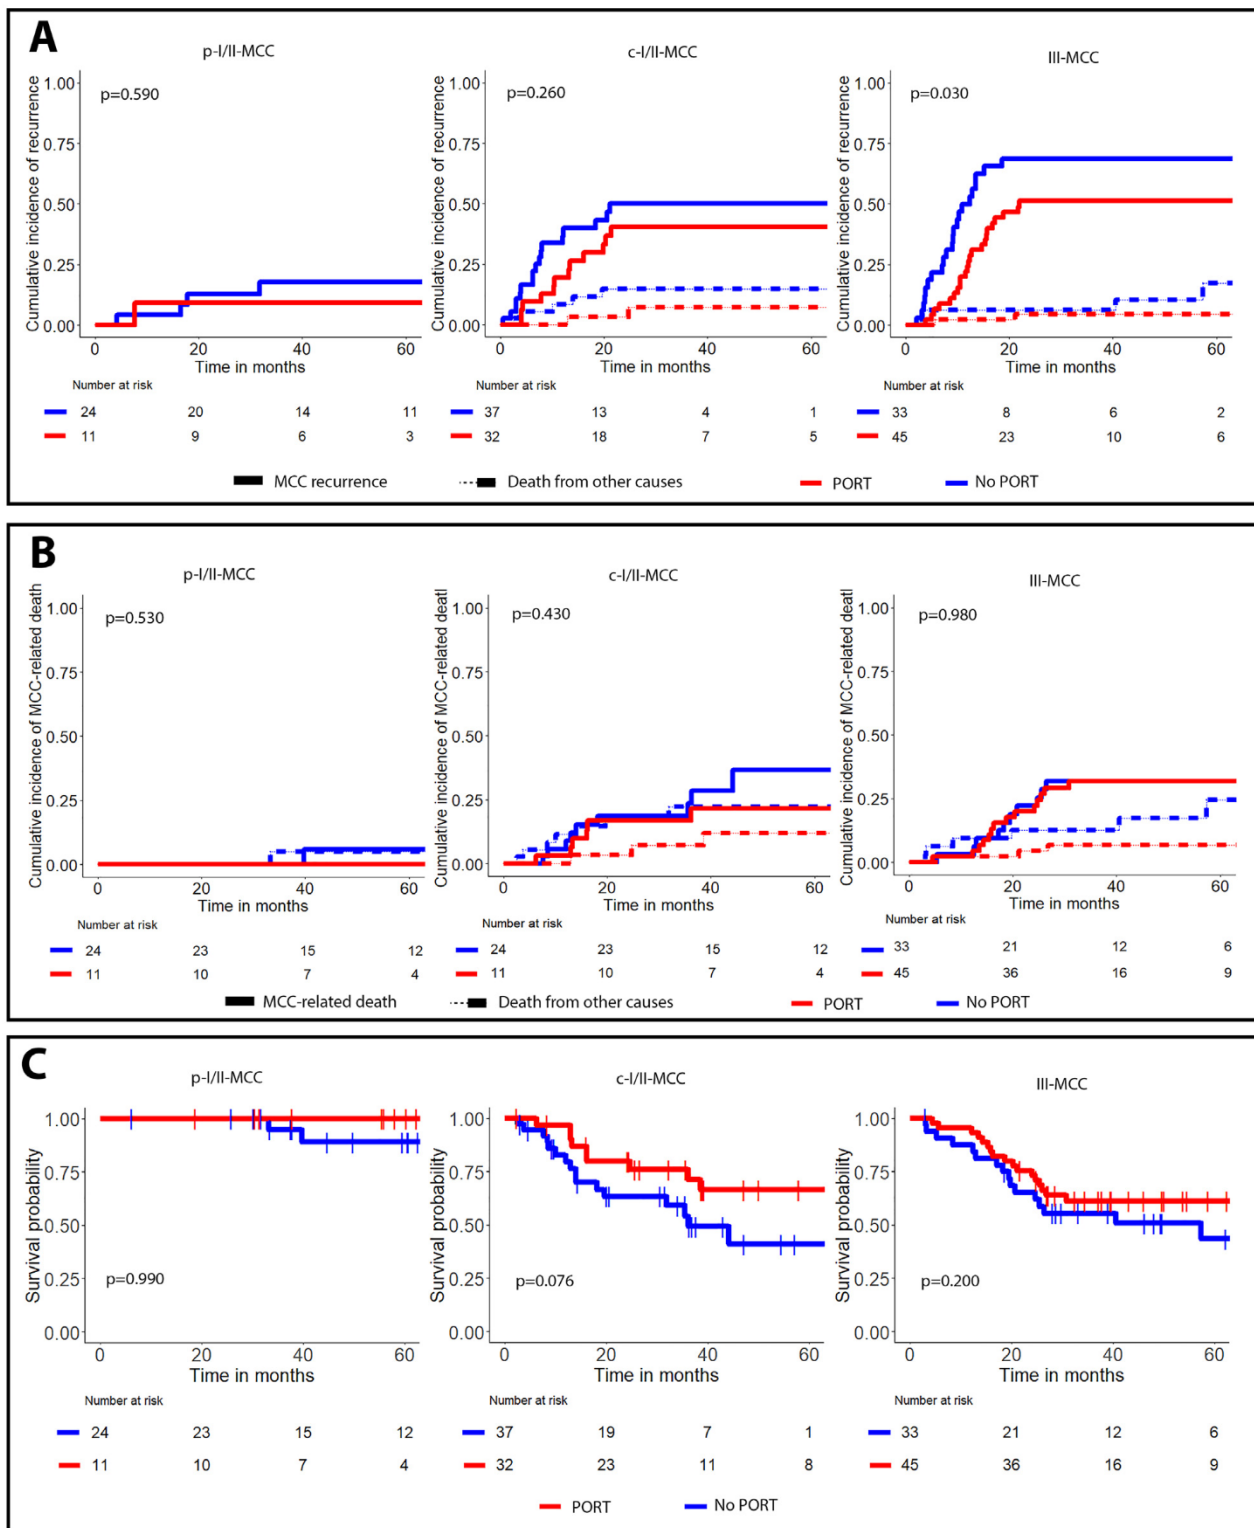 A
p-I/II-MCC
c-I/II-MCC
III-MCC
Cumulative incidence of recurrence
1.00
0.75
0.50
0.25
0.00
p=0.590
0 20 40 60
Time in months
Cumulative incidence of recurrence
1.00
0.75
0.50
0.25
0.00
p=0.260
0 20 40 60
Time in months
Cumulative incidence of recurrence
1.00
0.75
0.50
0.25
0.00
p=0.030
0 20 40 60
Time in months
Number at risk
24 20 14 11
11 9 6 3
Number at risk
37 13 4 1
32 18 7 5
Number at risk
33 8 6 2
45 23 10 6
MCC recurrence Death from other causes PORT No PORT
B
p-I/II-MCC
c-I/II-MCC
III-MCC
Cumulative incidence of MCC-related death
1.00
0.75
0.50
0.25
0.00
p=0.530
0 20 40 60
Time in months
Cumulative incidence of MCC-related death
1.00
0.75
0.50
0.25
0.00
p=0.430
0 20 40 60
Time in months
Cumulative incidence of MCC-related deatl
1.00
0.75
0.50
0.25
0.00
p=0.980
0 20 40 60
Time in months
Number at risk
24 23 15 12
11 10 7 4
Number at risk
24 23 15 12
11 10 7 4
Number at risk
33 21 12 6
45 36 16 9
MCC-related death Death from other causes PORT No PORT
C
p-I/II-MCC
c-I/II-MCC
III-MCC
Survival probability
1.00
0.75
0.50
0.25
0.00
p=0.990
0 20 40 60
Time in months
Survival probability
1.00
0.75
0.50
0.25
0.00
p=0.076
0 20 40 60
Time in months
Survival probability
1.00
0.75
0.50
0.25
0.00
p=0.200
0 20 40 60
Time in months
Number at risk
24 23 15 12
11 10 7 4
Number at risk
37 19 7 1
32 23 11 8
Number at risk
33 21 12 6
45 36 16 9
PORT No PORT